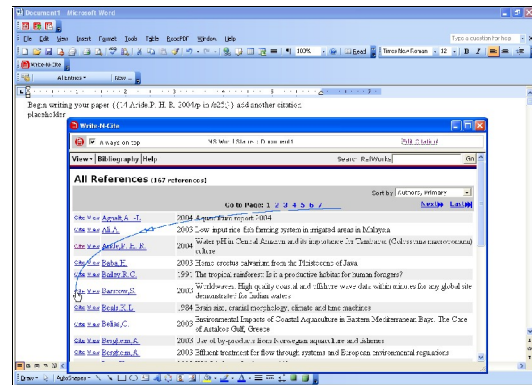 Document1 Microsoft Word
File Edit View Insert Format Tools Table Window Help
Type a question for help
100% Read Times New Roman 12 B I
Write-N-Cite
All Entries New
Begin writing your paper {{14 Aride,P. H. R. 2004/p in /s25;}} add another citation
placeholder
Write-N-Cite
Always on top Edit Citation
View Bibliography Help Search RefWorks Go
All References (167 references)
Sort by Authors, Primary
Go to Page: 1 2 3 4 5 6 7 Next Last
Cite View 2004 Aquaculture report 2004
Cite View Ali,A. 2003 Low input rice fish farming system in irrigated areas in Malaysia
Cite View Aride,P. H. R. 2004 Water pH in Central Amazon and its importance for Tambacu (Colossoma macropomum)
culture
Cite View Baba,H. 2003 Homo erectus calvarium from the Pleistocene of Java
Cite View Bailey,R.C. 1991 The tropical rainforest: Is it a productive habitat for human foragers?
Cite View 2003 Worldwaves: High quality coastal and offshore wave data within minutes for any global site
demonstrated for Indian waters
Cite View Beals,K.L. 1984 Brain size, cranial morphology, climate and time machines
Cite View Belias,C. 2003 Environmental Impacts of Coastal Aquaculture in Eastern Mediterranean Bays. The Case
of Astakos Gulf, Greece
Cite View Bergheim,A. 2003 Use of by-products from Norwegian aquaculture and fisheries
Cite View Bergheim,A. 2003 Effluent treatment for flow through systems and European environmental regulations
Draw AutoShapes